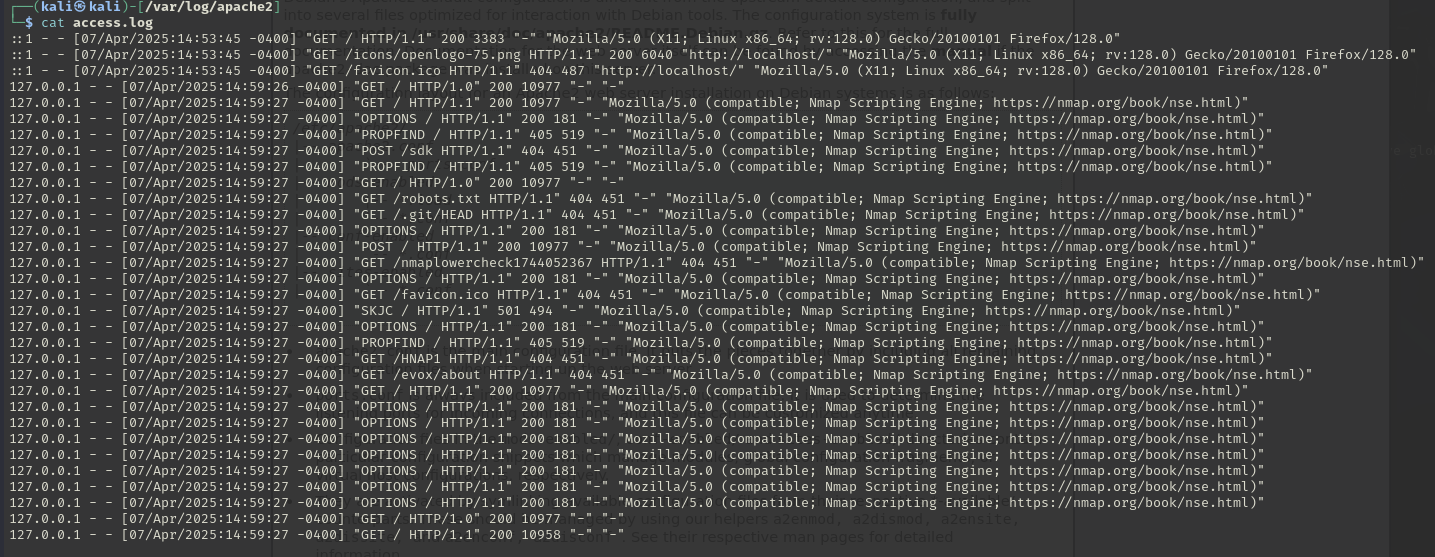 ┌──(kali㉿kali)-[/var/log/apache2]
└─$ cat access.log
::1 - - [07/Apr/2025:14:53:45 -0400] "GET / HTTP/1.1" 200 3383 "-" "Mozilla/5.0 (X11; Linux x86_64; rv:128.0) Gecko/20100101 Firefox/128.0"
::1 - - [07/Apr/2025:14:53:45 -0400] "GET /icons/openlogo-75.png HTTP/1.1" 200 6040 "http://localhost/" "Mozilla/5.0 (X11; Linux x86_64; rv:128.0) Gecko/20100101 Firefox/128.0"
::1 - - [07/Apr/2025:14:53:45 -0400] "GET /favicon.ico HTTP/1.1" 404 487 "http://localhost/" "Mozilla/5.0 (X11; Linux x86_64; rv:128.0) Gecko/20100101 Firefox/128.0"
127.0.0.1 - - [07/Apr/2025:14:59:26 -0400] "GET / HTTP/1.0" 200 10977 "-" "-"
127.0.0.1 - - [07/Apr/2025:14:59:27 -0400] "GET / HTTP/1.1" 200 10977 "-" "Mozilla/5.0 (compatible; Nmap Scripting Engine; https://nmap.org/book/nse.html)"
127.0.0.1 - - [07/Apr/2025:14:59:27 -0400] "OPTIONS / HTTP/1.1" 200 181 "-" "Mozilla/5.0 (compatible; Nmap Scripting Engine; https://nmap.org/book/nse.html)"
127.0.0.1 - - [07/Apr/2025:14:59:27 -0400] "PROPFIND / HTTP/1.1" 405 519 "-" "Mozilla/5.0 (compatible; Nmap Scripting Engine; https://nmap.org/book/nse.html)"
127.0.0.1 - - [07/Apr/2025:14:59:27 -0400] "POST /sdk HTTP/1.1" 404 451 "-" "Mozilla/5.0 (compatible; Nmap Scripting Engine; https://nmap.org/book/nse.html)"
127.0.0.1 - - [07/Apr/2025:14:59:27 -0400] "PROPFIND / HTTP/1.1" 405 519 "-" "Mozilla/5.0 (compatible; Nmap Scripting Engine; https://nmap.org/book/nse.html)"
127.0.0.1 - - [07/Apr/2025:14:59:27 -0400] "GET / HTTP/1.0" 200 10977 "-" "-"
127.0.0.1 - - [07/Apr/2025:14:59:27 -0400] "GET /robots.txt HTTP/1.1" 404 451 "-" "Mozilla/5.0 (compatible; Nmap Scripting Engine; https://nmap.org/book/nse.html)"
127.0.0.1 - - [07/Apr/2025:14:59:27 -0400] "GET /.git/HEAD HTTP/1.1" 404 451 "-" "Mozilla/5.0 (compatible; Nmap Scripting Engine; https://nmap.org/book/nse.html)"
127.0.0.1 - - [07/Apr/2025:14:59:27 -0400] "OPTIONS / HTTP/1.1" 200 181 "-" "Mozilla/5.0 (compatible; Nmap Scripting Engine; https://nmap.org/book/nse.html)"
127.0.0.1 - - [07/Apr/2025:14:59:27 -0400] "POST / HTTP/1.1" 200 10977 "-" "Mozilla/5.0 (compatible; Nmap Scripting Engine; https://nmap.org/book/nse.html)"
127.0.0.1 - - [07/Apr/2025:14:59:27 -0400] "GET /nmaplowercheck1744052367 HTTP/1.1" 404 451 "-" "Mozilla/5.0 (compatible; Nmap Scripting Engine; https://nmap.org/book/nse.html)"
127.0.0.1 - - [07/Apr/2025:14:59:27 -0400] "OPTIONS / HTTP/1.1" 200 181 "-" "Mozilla/5.0 (compatible; Nmap Scripting Engine; https://nmap.org/book/nse.html)"
127.0.0.1 - - [07/Apr/2025:14:59:27 -0400] "GET /favicon.ico HTTP/1.1" 404 451 "-" "Mozilla/5.0 (compatible; Nmap Scripting Engine; https://nmap.org/book/nse.html)"
127.0.0.1 - - [07/Apr/2025:14:59:27 -0400] "SKJC / HTTP/1.1" 501 494 "-" "Mozilla/5.0 (compatible; Nmap Scripting Engine; https://nmap.org/book/nse.html)"
127.0.0.1 - - [07/Apr/2025:14:59:27 -0400] "OPTIONS / HTTP/1.1" 200 181 "-" "Mozilla/5.0 (compatible; Nmap Scripting Engine; https://nmap.org/book/nse.html)"
127.0.0.1 - - [07/Apr/2025:14:59:27 -0400] "PROPFIND / HTTP/1.1" 405 519 "-" "Mozilla/5.0 (compatible; Nmap Scripting Engine; https://nmap.org/book/nse.html)"
127.0.0.1 - - [07/Apr/2025:14:59:27 -0400] "GET /HNAP1 HTTP/1.1" 404 451 "-" "Mozilla/5.0 (compatible; Nmap Scripting Engine; https://nmap.org/book/nse.html)"
127.0.0.1 - - [07/Apr/2025:14:59:27 -0400] "GET /evox/about HTTP/1.1" 404 451 "-" "Mozilla/5.0 (compatible; Nmap Scripting Engine; https://nmap.org/book/nse.html)"
127.0.0.1 - - [07/Apr/2025:14:59:27 -0400] "GET / HTTP/1.1" 200 10977 "-" "Mozilla/5.0 (compatible; Nmap Scripting Engine; https://nmap.org/book/nse.html)"
127.0.0.1 - - [07/Apr/2025:14:59:27 -0400] "OPTIONS / HTTP/1.1" 200 181 "-" "Mozilla/5.0 (compatible; Nmap Scripting Engine; https://nmap.org/book/nse.html)"
127.0.0.1 - - [07/Apr/2025:14:59:27 -0400] "OPTIONS / HTTP/1.1" 200 181 "-" "Mozilla/5.0 (compatible; Nmap Scripting Engine; https://nmap.org/book/nse.html)"
127.0.0.1 - - [07/Apr/2025:14:59:27 -0400] "OPTIONS / HTTP/1.1" 200 181 "-" "Mozilla/5.0 (compatible; Nmap Scripting Engine; https://nmap.org/book/nse.html)"
127.0.0.1 - - [07/Apr/2025:14:59:27 -0400] "OPTIONS / HTTP/1.1" 200 181 "-" "Mozilla/5.0 (compatible; Nmap Scripting Engine; https://nmap.org/book/nse.html)"
127.0.0.1 - - [07/Apr/2025:14:59:27 -0400] "OPTIONS / HTTP/1.1" 200 181 "-" "Mozilla/5.0 (compatible; Nmap Scripting Engine; https://nmap.org/book/nse.html)"
127.0.0.1 - - [07/Apr/2025:14:59:27 -0400] "OPTIONS / HTTP/1.1" 200 181 "-" "Mozilla/5.0 (compatible; Nmap Scripting Engine; https://nmap.org/book/nse.html)"
127.0.0.1 - - [07/Apr/2025:14:59:27 -0400] "OPTIONS / HTTP/1.1" 200 181 "-" "Mozilla/5.0 (compatible; Nmap Scripting Engine; https://nmap.org/book/nse.html)"
127.0.0.1 - - [07/Apr/2025:14:59:27 -0400] "GET / HTTP/1.0" 200 10977 "-" "-"
127.0.0.1 - - [07/Apr/2025:14:59:27 -0400] "GET / HTTP/1.1" 200 10958 "-" "-"